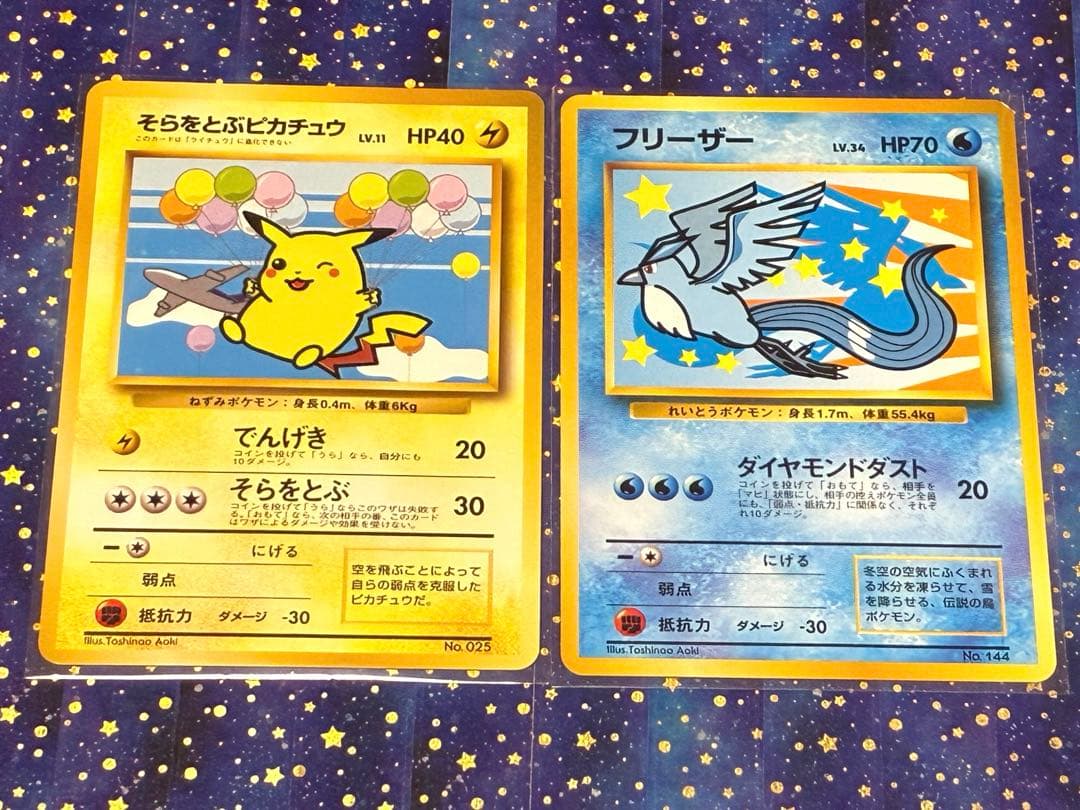 そらをとぶピカチュウ LV.11 HP40
このカードは「ライチュウ」に進化できない
ねずみポケモン：身長0.4m、体重6Kg
でんげき 20
コインを投げて「うら」なら、自分にも
10ダメージ。
そらをとぶ 30
コインを投げて「うら」ならこのワザは失敗す
る。「おもて」なら、次の相手の番、このカード
はワザによるダメージや効果を受けない。
にげる
弱点
抵抗力 ダメージ -30
空を飛ぶことによって
自らの弱点を克服した
ピカチュウだ。
Illus.Toshinao Aoki
No. 025
フリーザー LV.34 HP70
れいとうポケモン：身長1.7m、体重55.4kg
ダイヤモンドダスト 20
コインを投げて「おもて」なら、相手を
「マヒ」状態にし、相手の控えポケモン全員
にも、「弱点・抵抗力」に関係なく、それぞ
れ10ダメージ。
にげる
弱点
抵抗力 ダメージ -30
冬空の空気にふくまれ
る水分を凍らせて、雪
を降らせる、伝説の鳥
ポケモン。
Illus.Toshinao Aoki
No. 144